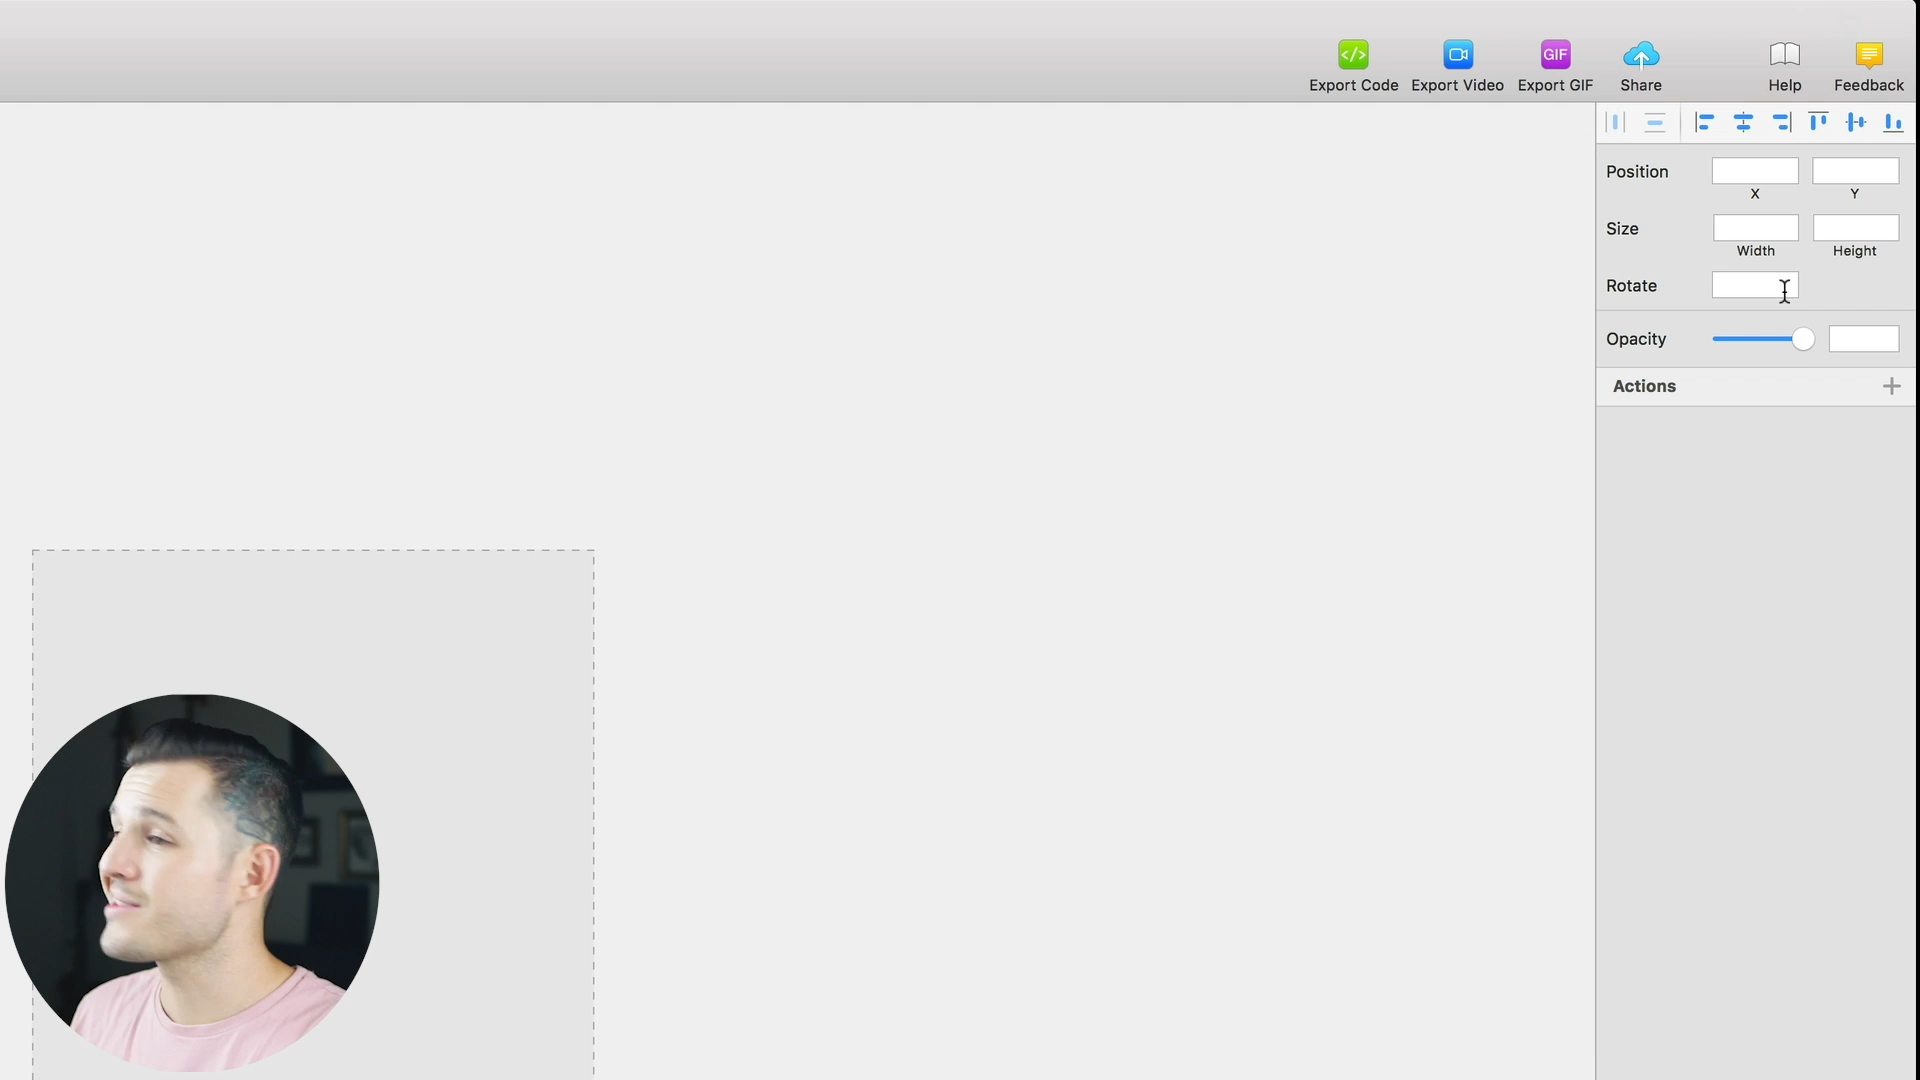 </>
GIF
Export Code Export Video Export GIF Share Help Feedback
Position
X Y
Size
Width Height
Rotate
Opacity
Actions